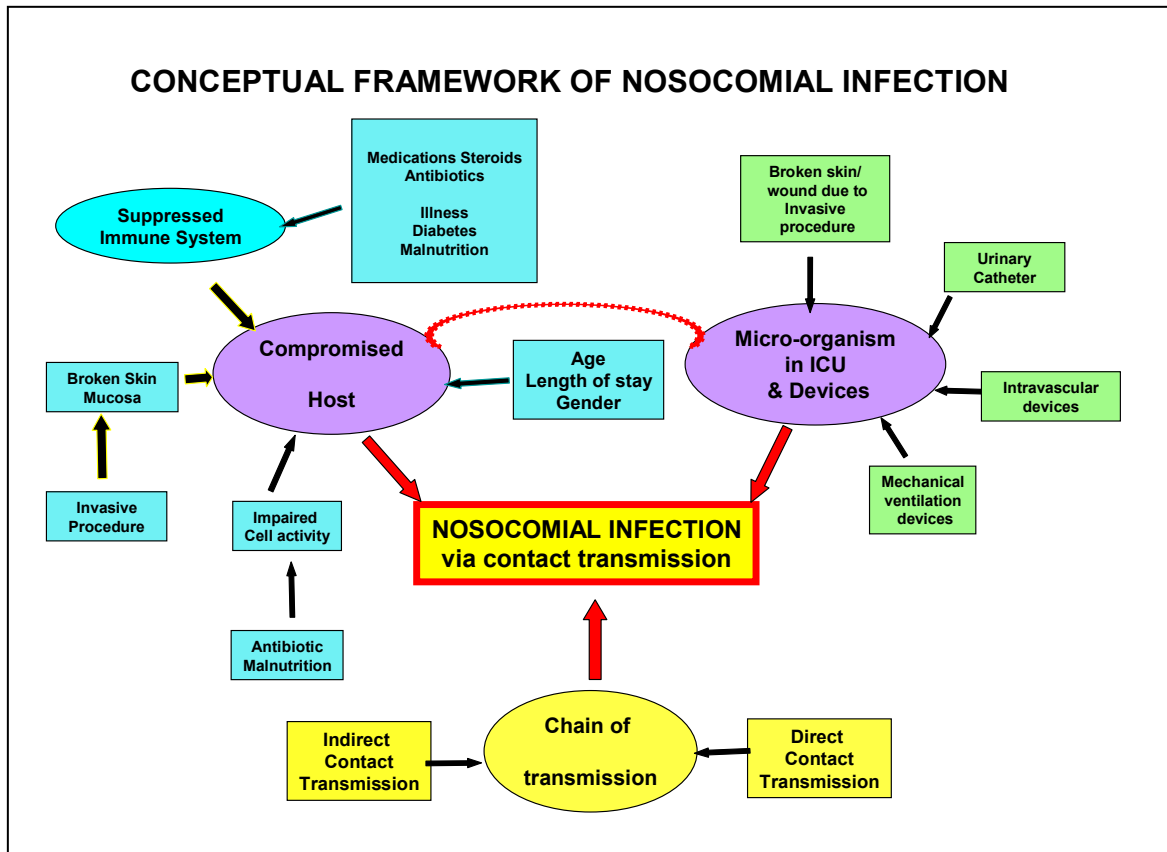 CONCEPTUAL FRAMEWORK OF NOSOCOMIAL INFECTION
Medications Steroids
Antibiotics
Illness
Diabetes
Malnutrition
Suppressed
Immune System
Broken skin/
wound due to
Invasive
procedure
Urinary
Catheter
Compromised
Host
Micro-organism
in ICU
& Devices
Age
Length of stay
Gender
Broken Skin
Mucosa
Intravascular
devices
Mechanical
ventilation
devices
Invasive
Procedure
Impaired
Cell activity
NOSOCOMIAL INFECTION
via contact transmission
Antibiotic
Malnutrition
Chain of
transmission
Indirect
Contact
Transmission
Direct
Contact
Transmission